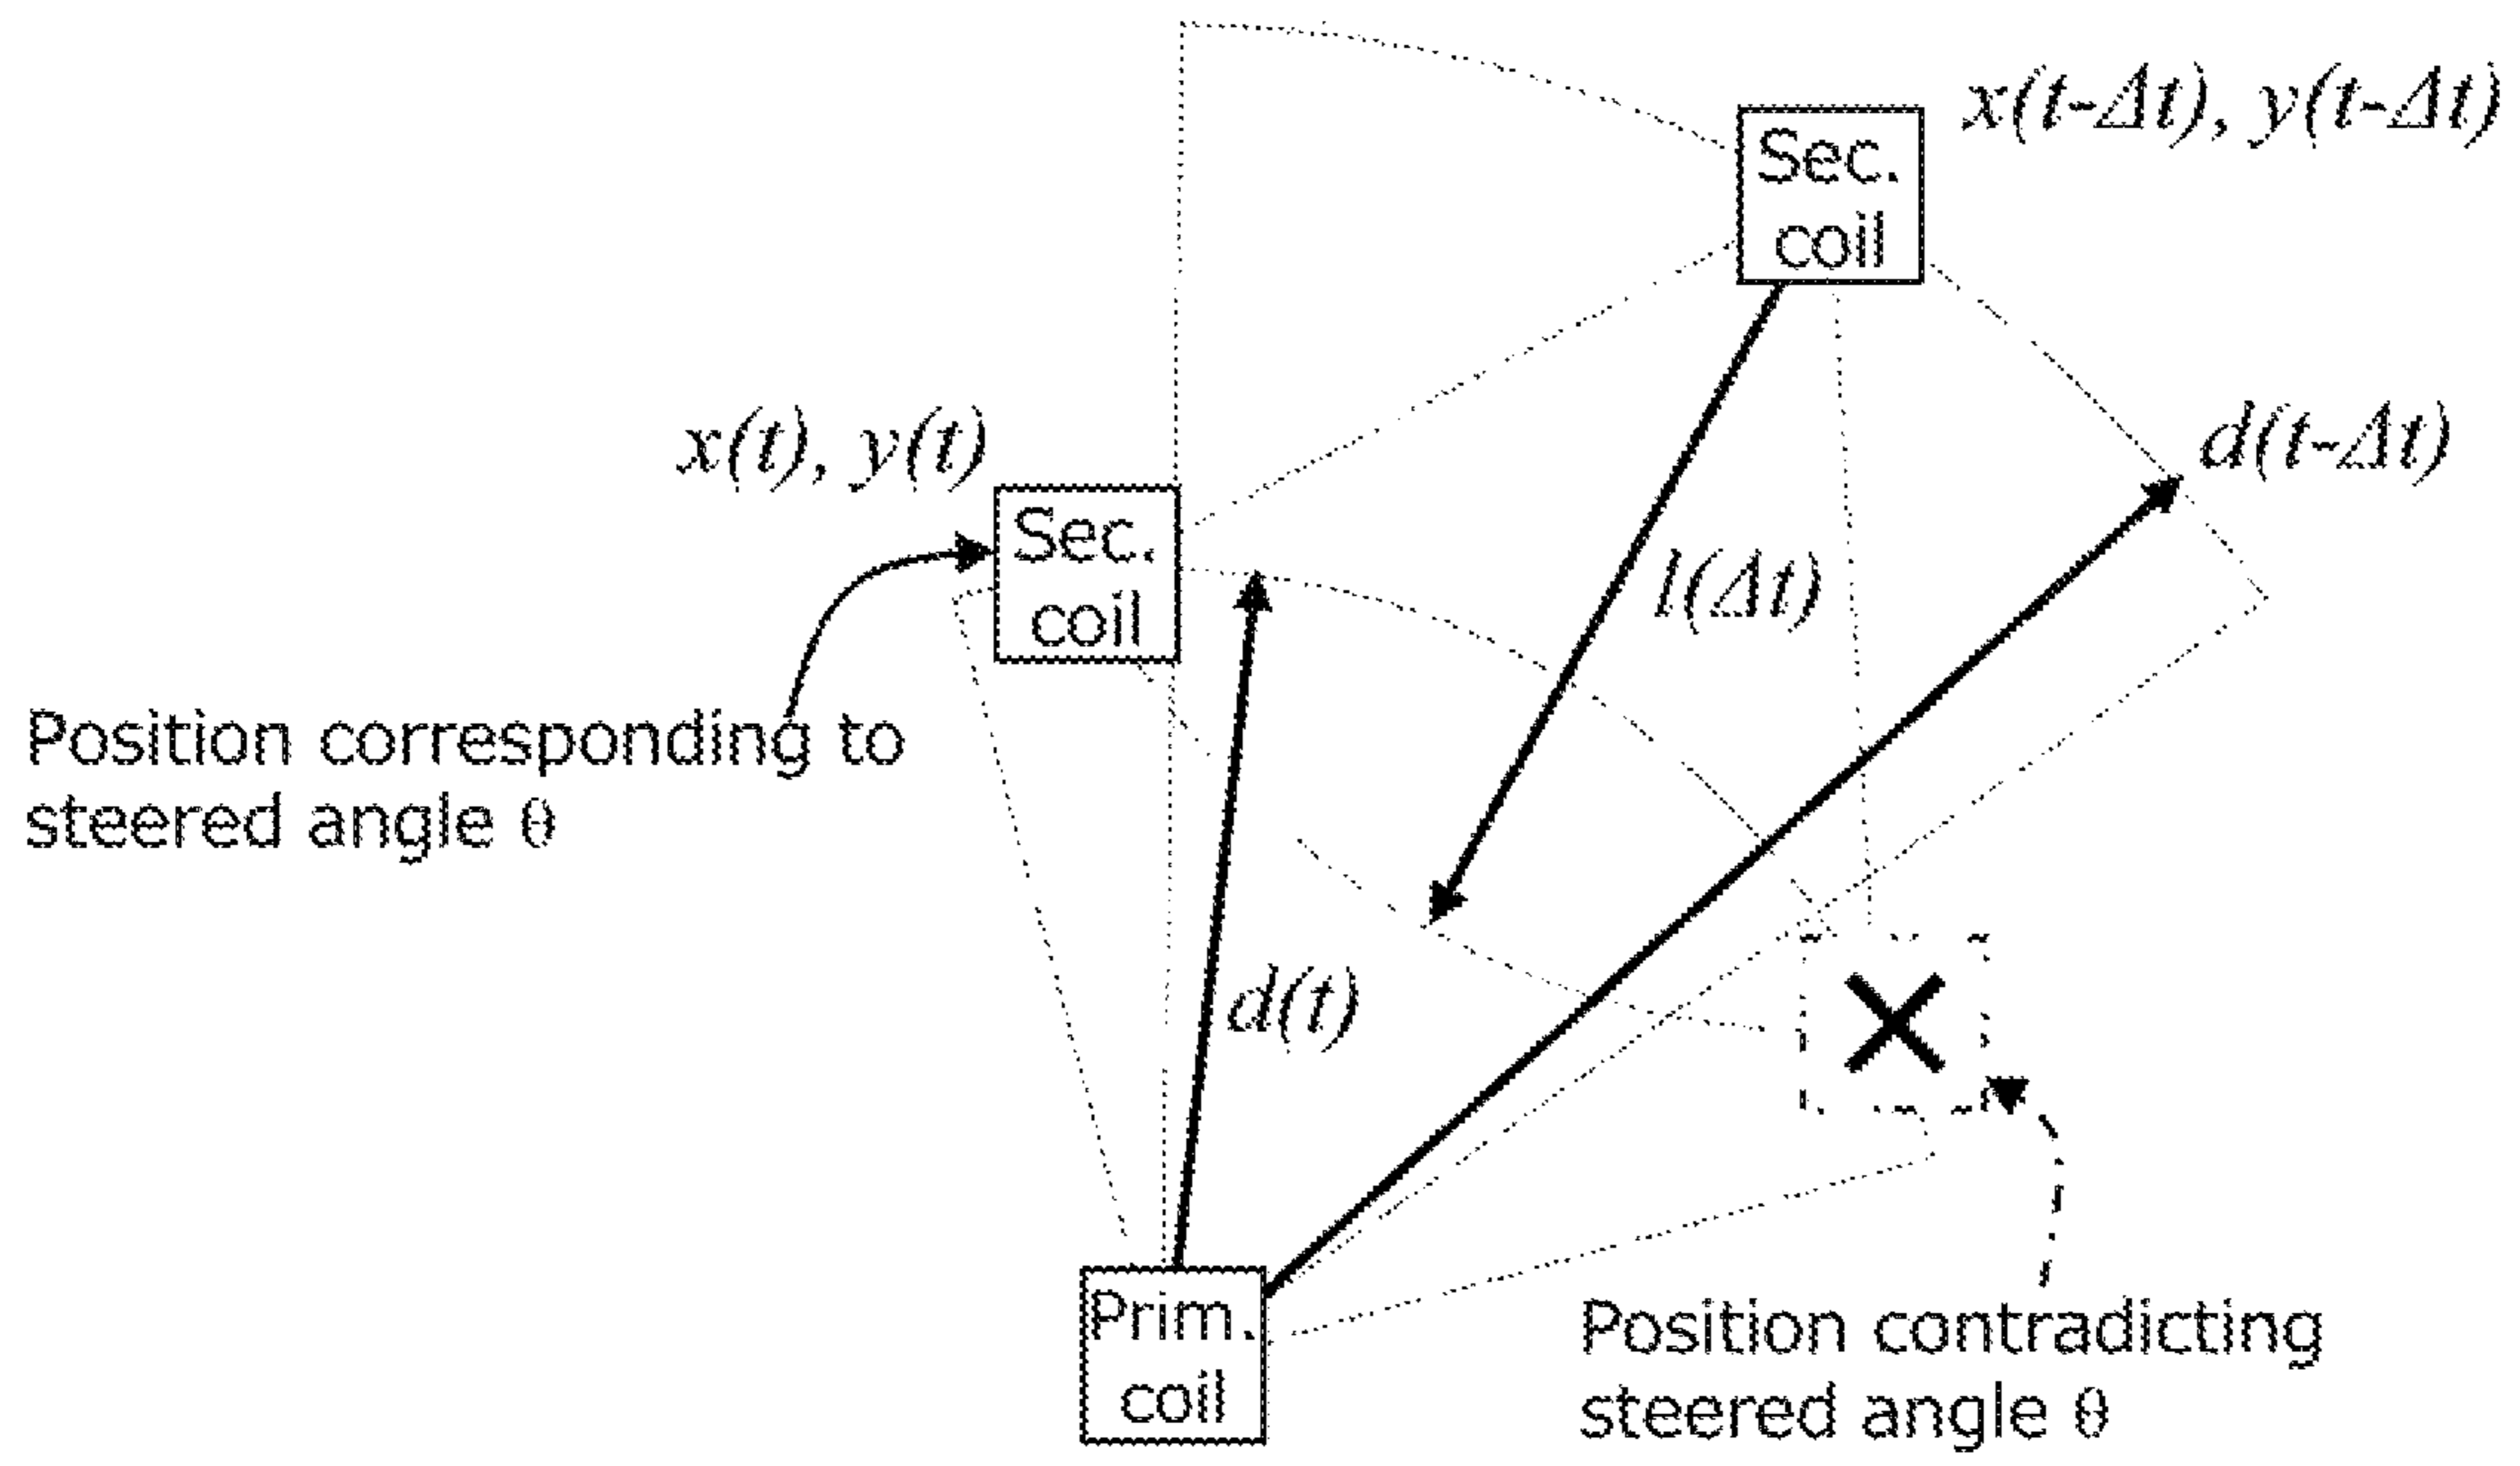 x(t-Δt), y(t-Δt)
Sec.
coil
x(t), y(t)
d(t-Δt)
Sec.
coil
l(Δt)
Position corresponding to
steered angle θ
d(t)
Prim.
coil
Position contradicting
steered angle θ